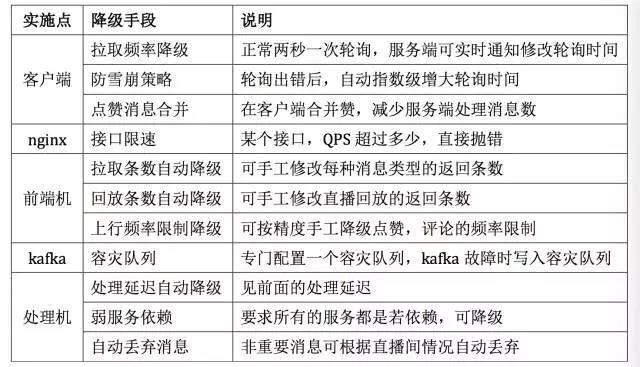 实施点 降级手段 说明
客户端 拉取频率降级 正常两秒一次轮询，服务端可实时通知修改轮询时间
防雪崩策略 轮询出错后，自动指数级增大轮询时间
点赞消息合并 在客户端合并赞，减少服务端处理消息数
nginx 接口限速 某个接口，QPS 超过多少，直接抛错
前端机 拉取条数自动降级 可手工修改每种消息类型的返回条数
回放条数自动降级 可手工修改直播回放的返回条数
上行频率限制降级 可按精度手工降级点赞，评论的频率限制
kafka 容灾队列 专门配置一个容灾队列，kafka 故障时写入容灾队列
处理机 处理延迟自动降级 见前面的处理延迟
弱服务依赖 要求所有的服务都是若依赖，可降级
自动丢弃消息 非重要消息可根据直播间情况自动丢弃